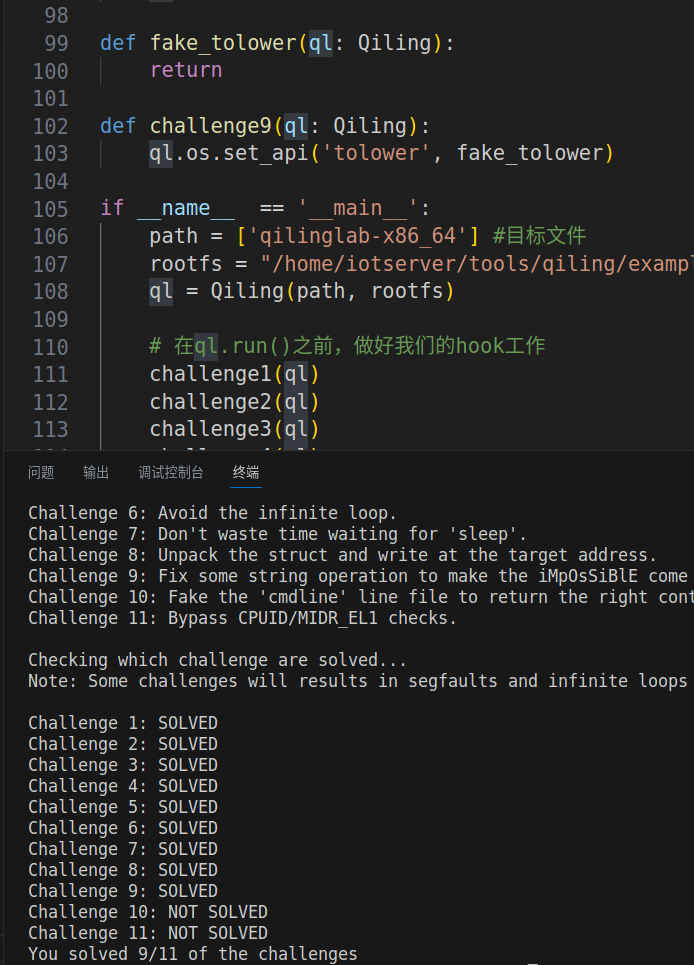 98
99 def fake_tolower(ql: Qiling):
100 return
101
102 def challenge9(ql: Qiling):
103 ql.os.set_api('tolower', fake_tolower)
104
105 if __name__ == '__main__':
106 path = ['qilinglab-x86_64'] #目标文件
107 rootfs = "/home/iotserver/tools/qiling/exampl
108 ql = Qiling(path, rootfs)
109
110 # 在ql.run()之前，做好我们的hook工作
111 challenge1(ql)
112 challenge2(ql)
113 challenge3(ql)
问题 输出 调试控制台 终端
Challenge 6: Avoid the infinite loop.
Challenge 7: Don't waste time waiting for 'sleep'.
Challenge 8: Unpack the struct and write at the target address.
Challenge 9: Fix some string operation to make the iMpOsSiBlE come
Challenge 10: Fake the 'cmdline' line file to return the right cont
Challenge 11: Bypass CPUID/MIDR_EL1 checks.
Checking which challenge are solved...
Note: Some challenges will results in segfaults and infinite loops
Challenge 1: SOLVED
Challenge 2: SOLVED
Challenge 3: SOLVED
Challenge 4: SOLVED
Challenge 5: SOLVED
Challenge 6: SOLVED
Challenge 7: SOLVED
Challenge 8: SOLVED
Challenge 9: SOLVED
Challenge 10: NOT SOLVED
Challenge 11: NOT SOLVED
You solved 9/11 of the challenges